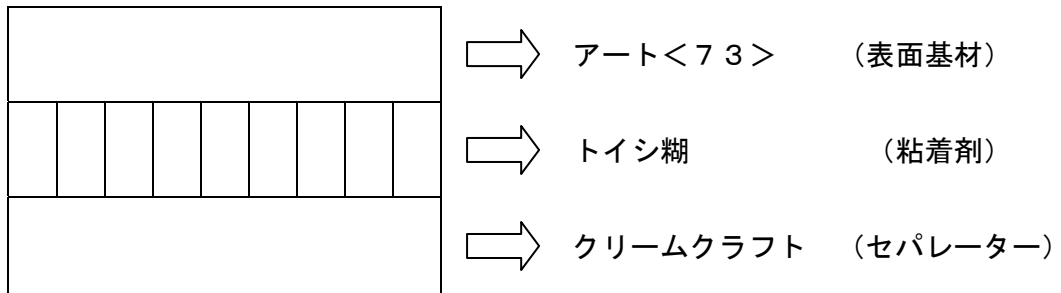 アート＜７３＞　　（表面基材）
トイシ糊　　　　　（粘着剤）
クリームクラフト　（セパレーター）